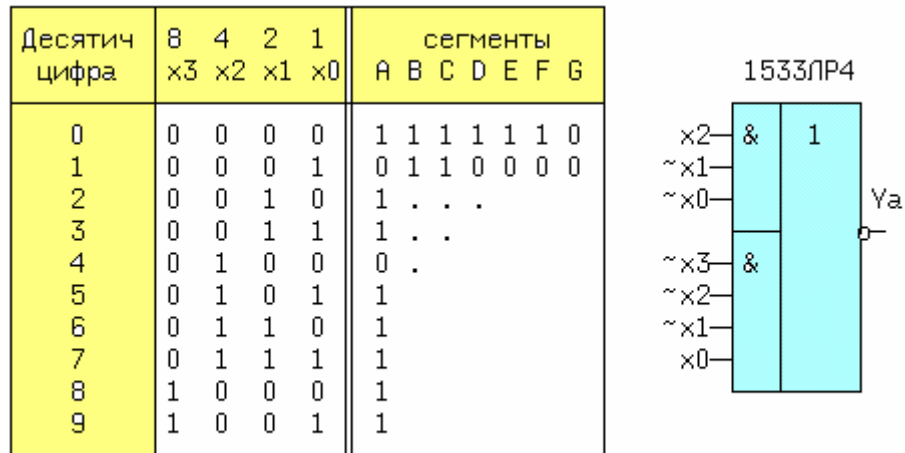 Десятич 8 4 2 1 сегменты
цифра x3 x2 x1 x0 A B C D E F G
0 0 0 0 0 1 1 1 1 1 1 0
1 0 0 0 1 0 1 1 0 0 0 0
2 0 0 1 0 1 . . .
3 0 0 1 1 1 . .
4 0 1 0 0 0 .
5 0 1 0 1 1
6 0 1 1 0 1
7 0 1 1 1 1
8 1 0 0 0 1
9 1 0 0 1 1
1533ЛР4
x2 & 1
~x1
~x0
Ya
~x3 &
~x2
~x1
x0